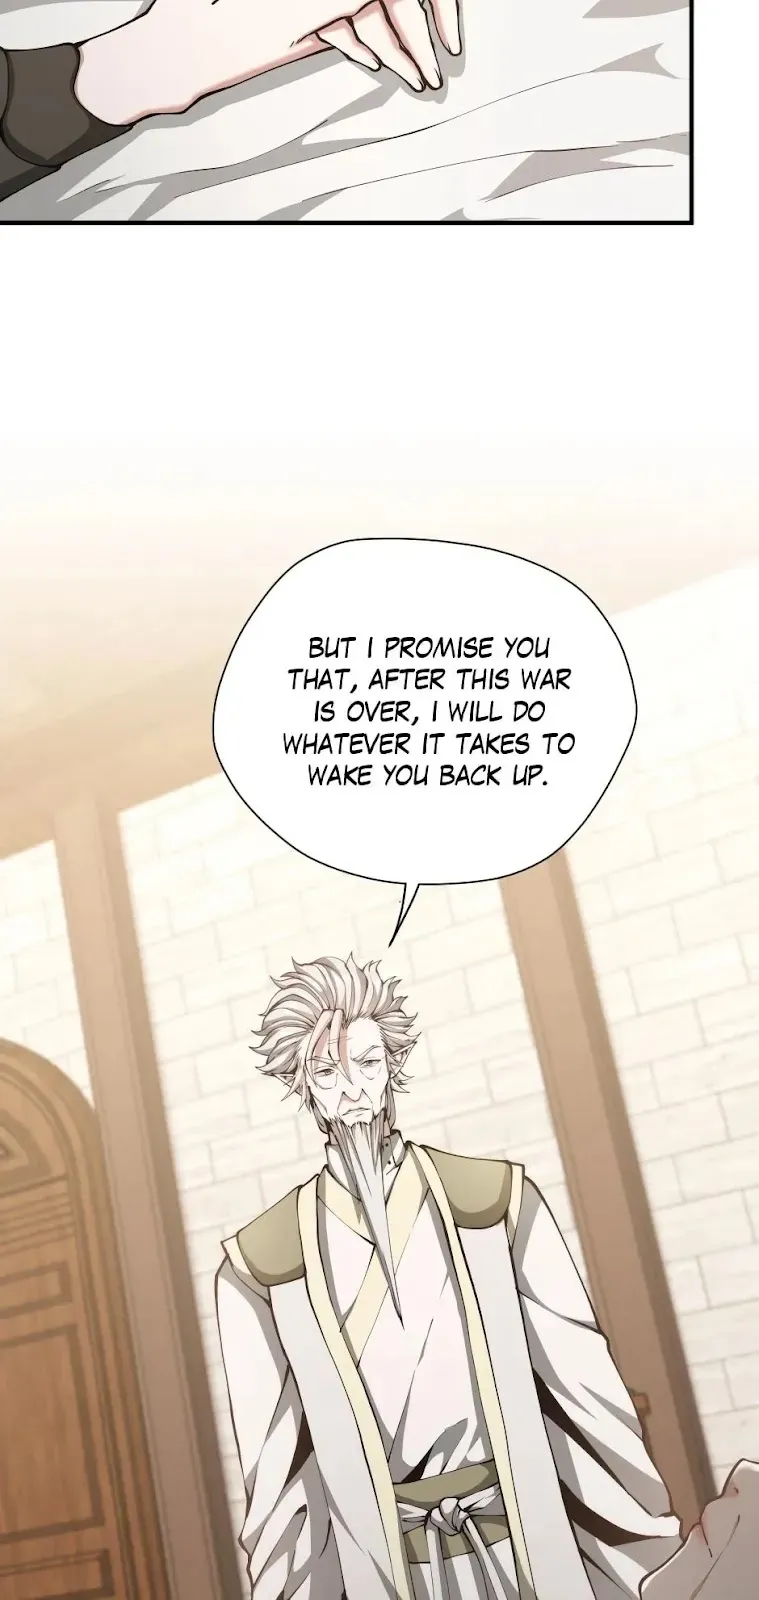 BUT I PROMISE YOU
THAT, AFTER THIS WAR
IS OVER, I WILL DO
WHATEVER IT TAKES TO
WAKE YOU BACK UP.